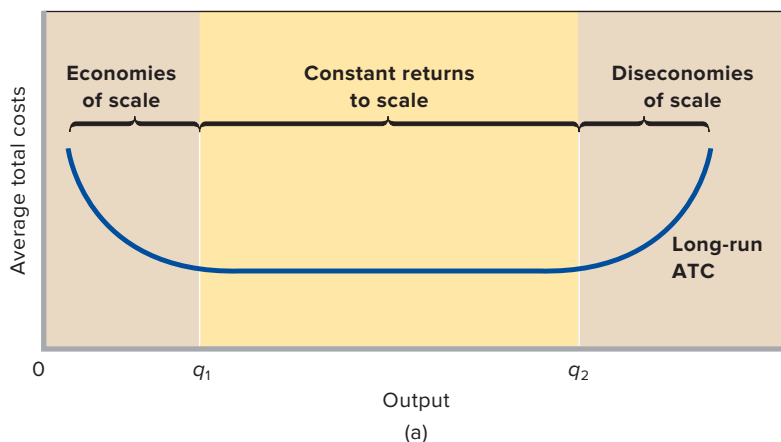 Average total costs
Economies
of scale
Constant returns
to scale
Diseconomies
of scale
Long-run
ATC
0
q1
q2
Output
(a)